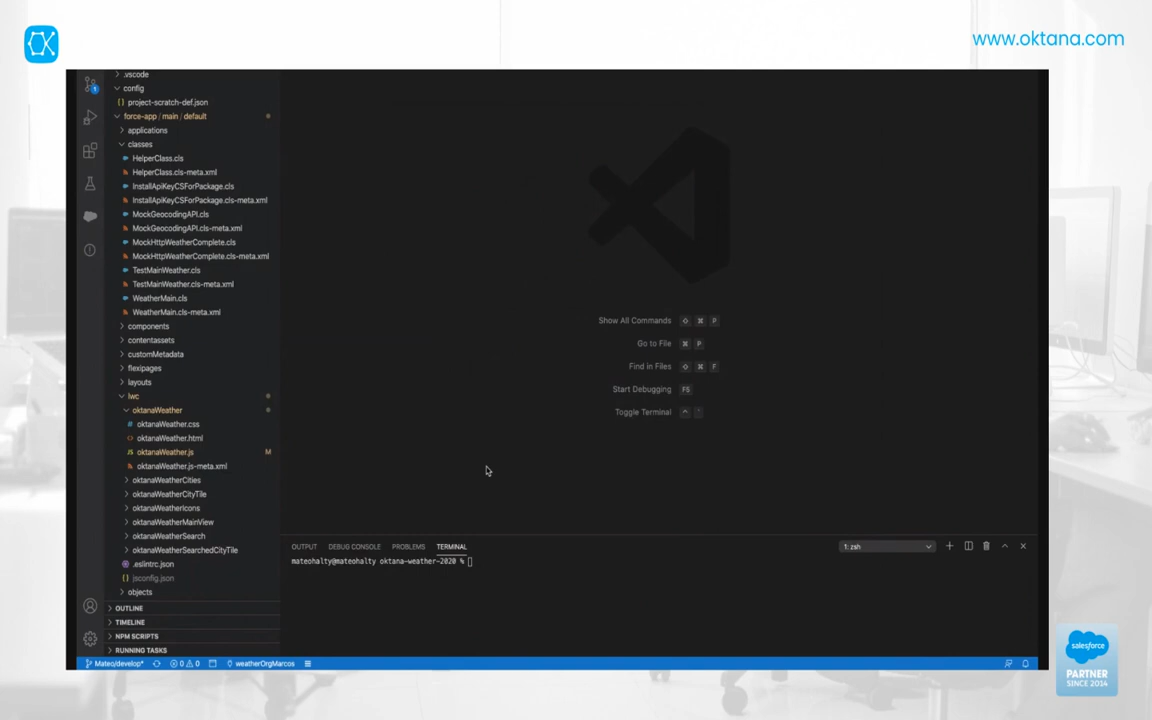 www.oktana.com
.vscode
config
{} project-scratch-def.json
force-app / main / default
applications
classes
HelperClass.cls
HelperClass.cls-meta.xml
InstallApiKeyCSForPackage.cls
InstallApiKeyCSForPackage.cls-meta.xml
MockGeocodingAPI.cls
MockGeocodingAPI.cls-meta.xml
MockHttpWeatherComplete.cls
MockHttpWeatherComplete.cls-meta.xml
TestMainWeather.cls
TestMainWeather.cls-meta.xml
WeatherMain.cls
WeatherMain.cls-meta.xml
components
contentassets
customMetadata
flexipages
layouts
lwc
oktanaWeather
# oktanaWeather.css
<> oktanaWeather.html
JS oktanaWeather.js M
oktanaWeather.js-meta.xml
oktanaWeatherCities
oktanaWeatherCityTile
oktanaWeatherIcons
oktanaWeatherMainView
oktanaWeatherSearch
oktanaWeatherSearchedCityTile
.eslintrc.json
{} jsconfig.json
objects
OUTLINE
TIMELINE
NPM SCRIPTS
RUNNING TASKS
Show All Commands ⇧ ⌘ P
Go to File ⌘ P
Find in Files ⇧ ⌘ F
Start Debugging F5
Toggle Terminal ^ `
OUTPUT DEBUG CONSOLE PROBLEMS TERMINAL
1: zsh
mateohalty@mateohalty oktana-weather-2020 %
Mateo/develop* 0 0 weatherOrgMarcos
salesforce
PARTNER
SINCE 2014